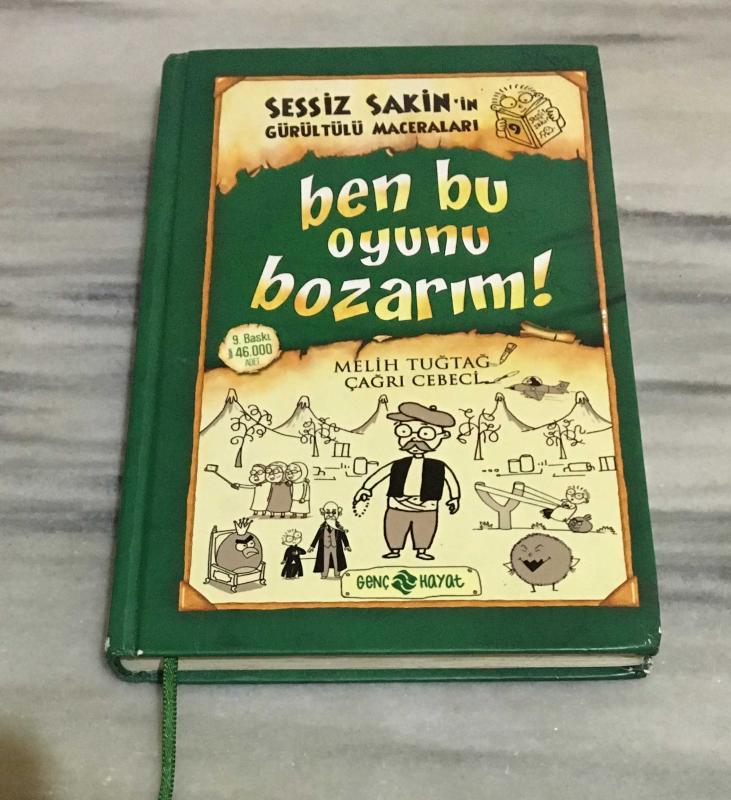 SESSİZ SAKİN'İN
GÜRÜLTÜLÜ MACERALARI
9
ben bu
oyunu
bozarım!
9. Baskı
46.000
ADET
MELİH TUĞTAĞ
ÇAĞRI CEBECİ
GENÇ HAYAT